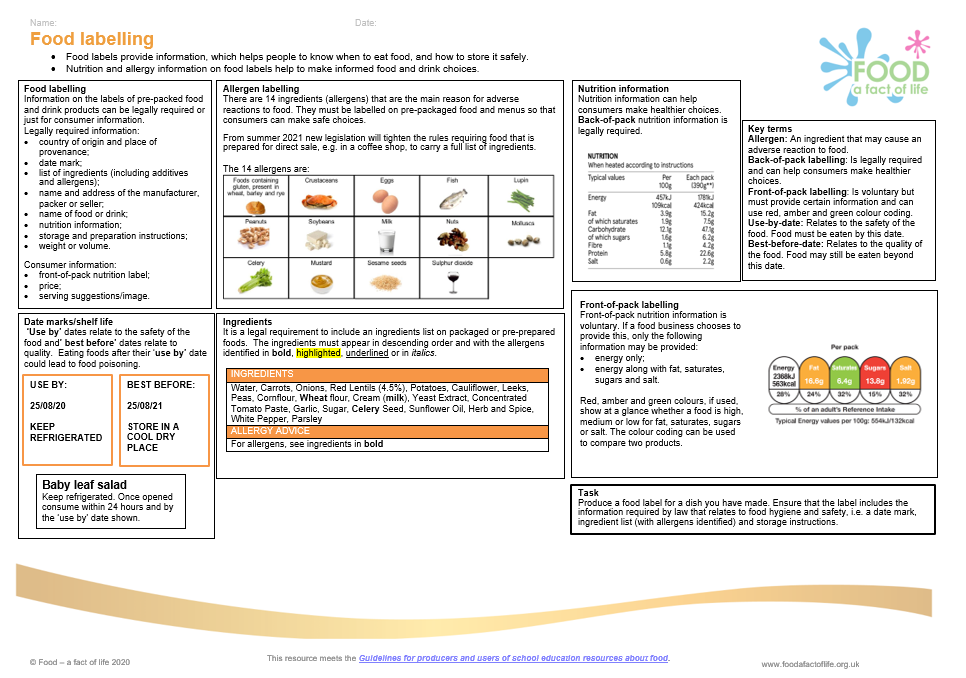 Name:
Date:
Food labelling
• Food labels provide information, which helps people to know when to eat food, and how to store it safely.
• Nutrition and allergy information on food labels help to make informed food and drink choices.
FOOD
a fact of life
Food labelling
Information on the labels of pre-packed food
and drink products can be legally required or
just for consumer information.
Legally required information:
• country of origin and place of
provenance;
• date mark;
• list of ingredients (including additives
and allergens);
• name and address of the manufacturer,
packer or seller;
• name of food or drink;
• nutrition information;
• storage and preparation instructions;
• weight or volume.
Consumer information:
• front-of-pack nutrition label;
• price;
• serving suggestions/image.
Allergen labelling
There are 14 ingredients (allergens) that are the main reason for adverse
reactions to food. They must be labelled on pre-packaged food and menus so that
consumers can make safe choices.
From summer 2021 new legislation will tighten the rules requiring food that is
prepared for direct sale, e.g. in a coffee shop, to carry a full list of ingredients.
The 14 allergens are:
Foods containing
gluten, present in
wheat, barley and rye
Crustaceans
Eggs
Fish
Lupin
Peanuts
Soybeans
Milk
Nuts
Molluscs
Celery
Mustard
Sesame seeds
Sulphur dioxide
Nutrition information
Nutrition information can help
consumers make healthier choices.
Back-of-pack nutrition information is
legally required.
NUTRITION
When heated according to instructions
Typical values Per Each pack
100g (390g**)
Energy 457kJ 1781kJ
109kcal 424kcal
Fat 3.9g 15.2g
of which saturates 1.9g 7.5g
Carbohydrate 12.1g 47.1g
of which sugars 1.6g 6.2g
Fibre 1.1g 4.2g
Protein 5.8g 22.6g
Salt 0.6g 2.2g
Key terms
Allergen: An ingredient that may cause an
adverse reaction to food.
Back-of-pack labelling: Is legally required
and can help consumers make healthier
choices.
Front-of-pack labelling: Is voluntary but
must provide certain information and can
use red, amber and green colour coding.
Use-by-date: Relates to the safety of the
food. Food must be eaten by this date.
Best-before-date: Relates to the quality of
the food. Food may still be eaten beyond
this date.
Date marks/shelf life
'Use by' dates relate to the safety of the
food and' best before' dates relate to
quality. Eating foods after their 'use by' date
could lead to food poisoning.
USE BY:
25/08/20
KEEP
REFRIGERATED
BEST BEFORE:
25/08/21
STORE IN A
COOL DRY
PLACE
Baby leaf salad
Keep refrigerated. Once opened
consume within 24 hours and by
the 'use by' date shown.
Ingredients
It is a legal requirement to include an ingredients list on packaged or pre-prepared
foods. The ingredients must appear in descending order and with the allergens
identified in bold, highlighted, underlined or in italics.
INGREDIENTS
Water, Carrots, Onions, Red Lentils (4.5%), Potatoes, Cauliflower, Leeks,
Peas, Cornflour, Wheat flour, Cream (milk), Yeast Extract, Concentrated
Tomato Paste, Garlic, Sugar, Celery Seed, Sunflower Oil, Herb and Spice,
White Pepper, Parsley
ALLERGY ADVICE
For allergens, see ingredients in bold
Front-of-pack labelling
Front-of-pack nutrition information is
voluntary. If a food business chooses to
provide this, only the following
information may be provided:
• energy only;
• energy along with fat, saturates,
sugars and salt.
Red, amber and green colours, if used,
show at a glance whether a food is high,
medium or low for fat, saturates, sugars
or salt. The colour coding can be used
to compare two products.
Per pack
Energy Fat Saturates Sugars Salt
2368kJ
563kcal 16.6g 6.4g 13.8g 1.92g
28% 24% 32% 15% 32%
% of an adult's Reference Intake
Typical Energy values per 100g: 554kJ/132kcal
Task
Produce a food label for a dish you have made. Ensure that the label includes the
information required by law that relates to food hygiene and safety, i.e. a date mark,
ingredient list (with allergens identified) and storage instructions.
© Food – a fact of life 2020
This resource meets the Guidelines for producers and users of school education resources about food.
www.foodafactoflife.org.uk